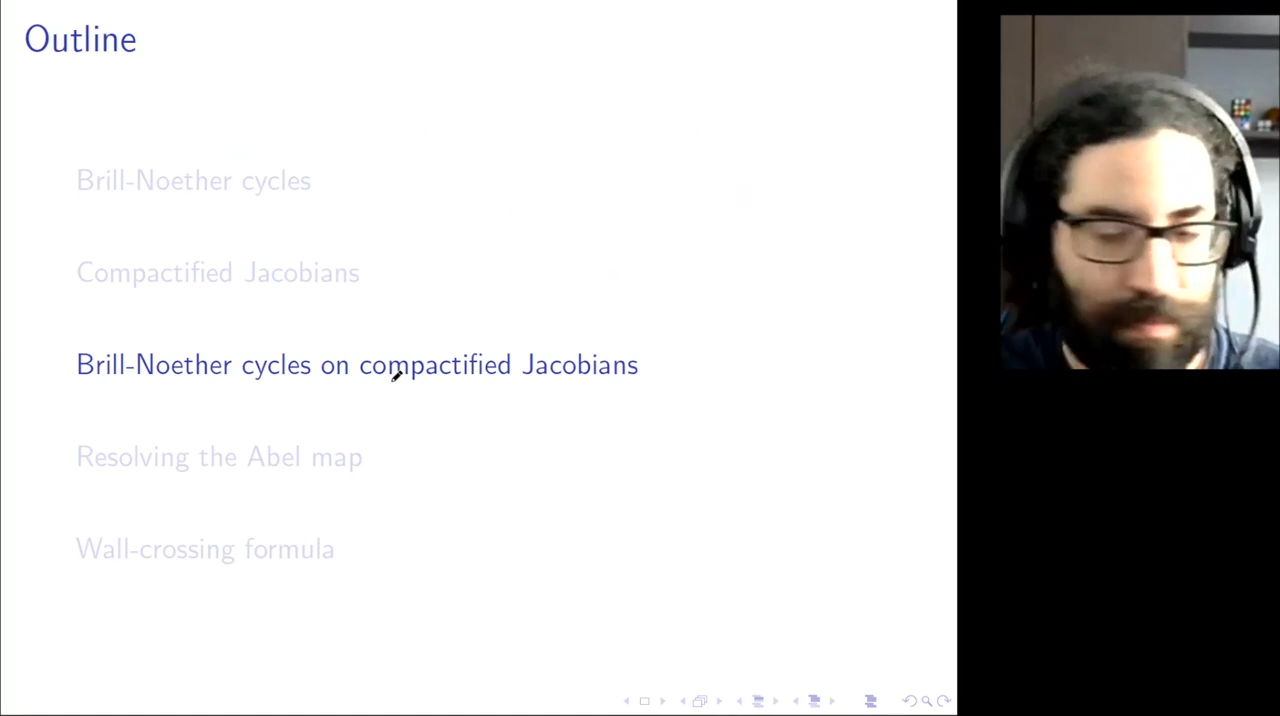 Outline
Brill-Noether cycles
Compactified Jacobians
Brill-Noether cycles on compactified Jacobians
Resolving the Abel map
Wall-crossing formula